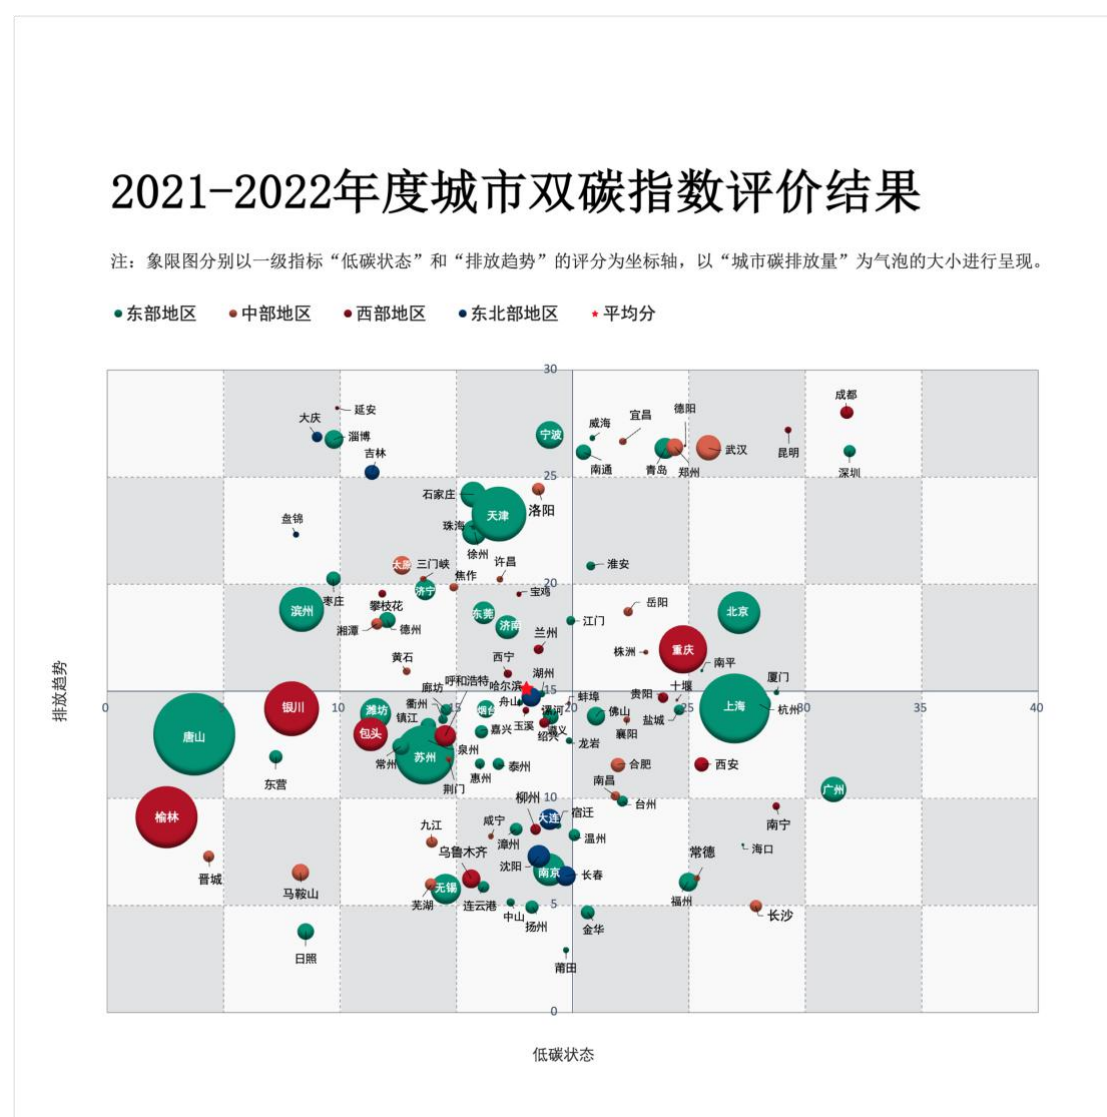 2021-2022年度城市双碳指数评价结果
注：象限图分别以一级指标“低碳状态”和“排放趋势”的评分为坐标轴，以“城市碳排放量”为气泡的大小进行呈现。
东部地区 中部地区 西部地区 东北部地区 平均分
30
延安
成都
大庆
德阳
宜昌
威海
淄博
宁波
吉林
武汉
昆明
南通
青岛
郑州
深圳
25
石家庄
洛阳
天津
盘锦
珠海
徐州
许昌
太原
三门峡
淮安
焦作
20
济宁
宝鸡
枣庄
攀枝花
滨州
岳阳
北京
东莞
江门
济南
湘潭
德州
兰州
株洲
重庆
黄石
西宁
南平
湖州
厦门
呼和浩特
哈尔滨
廊坊
十堰
贵阳
15
蚌埠
衢州
舟山
0
5
10
15
20
25
30
35
40
银川
潍坊
烟台
漯河
佛山
上海
杭州
镇江
盐城
玉溪
嘉兴
遵义
襄阳
包头
唐山
绍兴
龙岩
泉州
苏州
常州
泰州
合肥
西安
惠州
东营
南昌
荆门
广州
10
柳州
台州
榆林
宿迁
大连
咸宁
南宁
九江
漳州
温州
海口
乌鲁木齐
常德
沈阳
晋城
南京
长春
马鞍山
无锡
芜湖
连云港
福州
5
中山
长沙
扬州
金华
日照
莆田
0
排放趋势
低碳状态